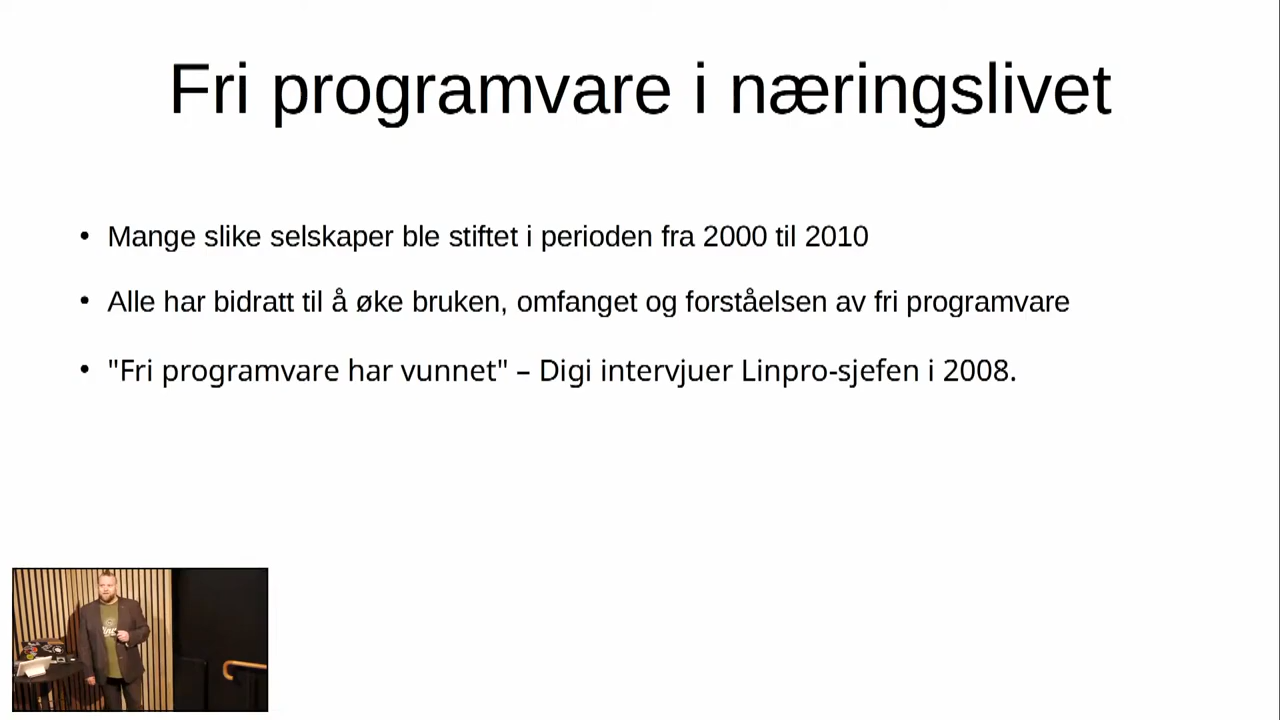 Fri programvare i næringslivet
• Mange slike selskaper ble stiftet i perioden fra 2000 til 2010
• Alle har bidratt til å øke bruken, omfanget og forståelsen av fri programvare
• "Fri programvare har vunnet" – Digi intervjuer Linpro-sjefen i 2008.